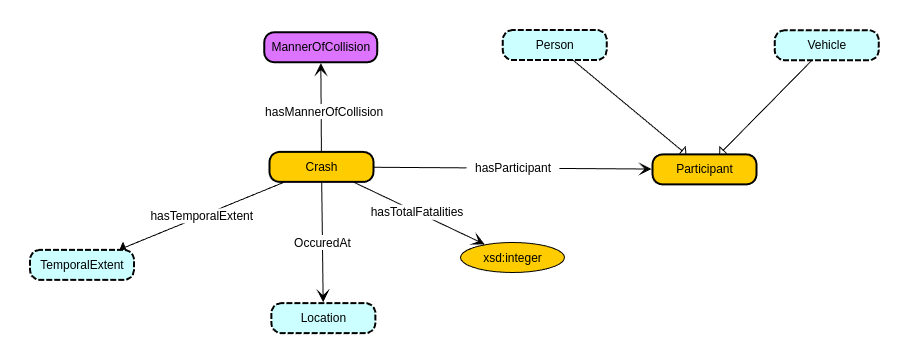 Person
Vehicle
MannerOfCollision
hasMannerOfCollision
Crash
hasParticipant
Participant
hasTemporalExtent
hasTotalFatalities
OccuredAt
TemporalExtent
xsd:integer
Location